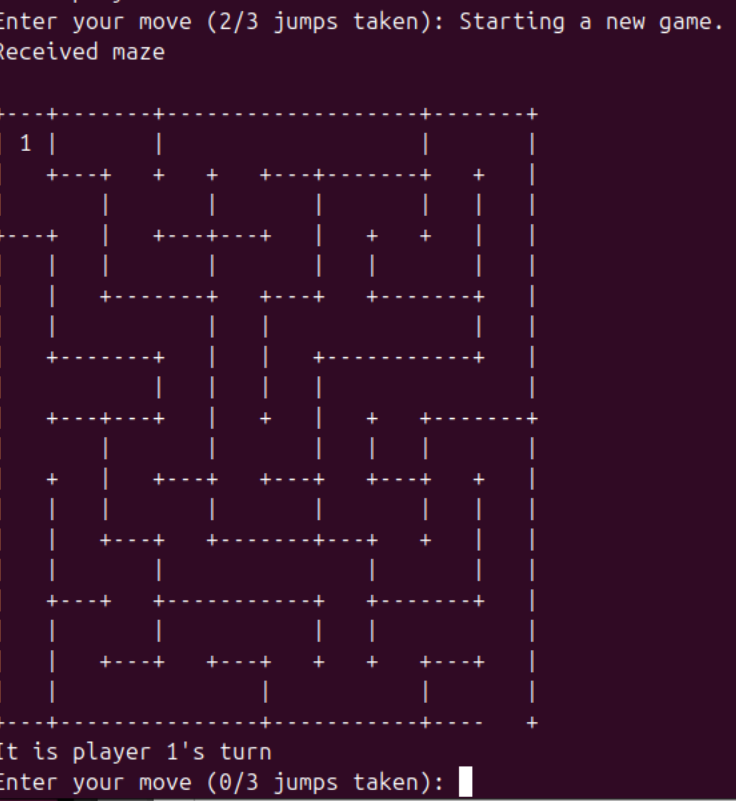 Enter your move (2/3 jumps taken): Starting a new game.
Received maze

+---+-------+-------------------+-------+
| 1 |       |                   |       |
|   +---+   +   +   +---+-------+   +   |
|       |       |       |       |   |   |
+---+   |   +---+---+   |   +   +   |   |
|   |   |       |       |   |       |   |
|   |   +-------+   +---+   +-------+   |
|   |           |   |               |   |
|   +-------+   |   |   +-----------+   |
|           |   |   |   |               |
|   +---+---+   |   +   |   +   +-------+
|       |       |       |   |   |       |
|   +   |   +---+   +---+   +---+   +   |
|   |   |       |       |       |   |   |
|   |   +---+   +-------+---+   +   |   |
|   |       |               |       |   |
|   +---+   +-----------+   +-------+   |
|   |       |           |   |           |
|   |   +---+   +---+   +   +   +---+   |
|   |               |           |       |
+---+---------------+-----------+----   +
It is player 1's turn
Enter your move (0/3 jumps taken):